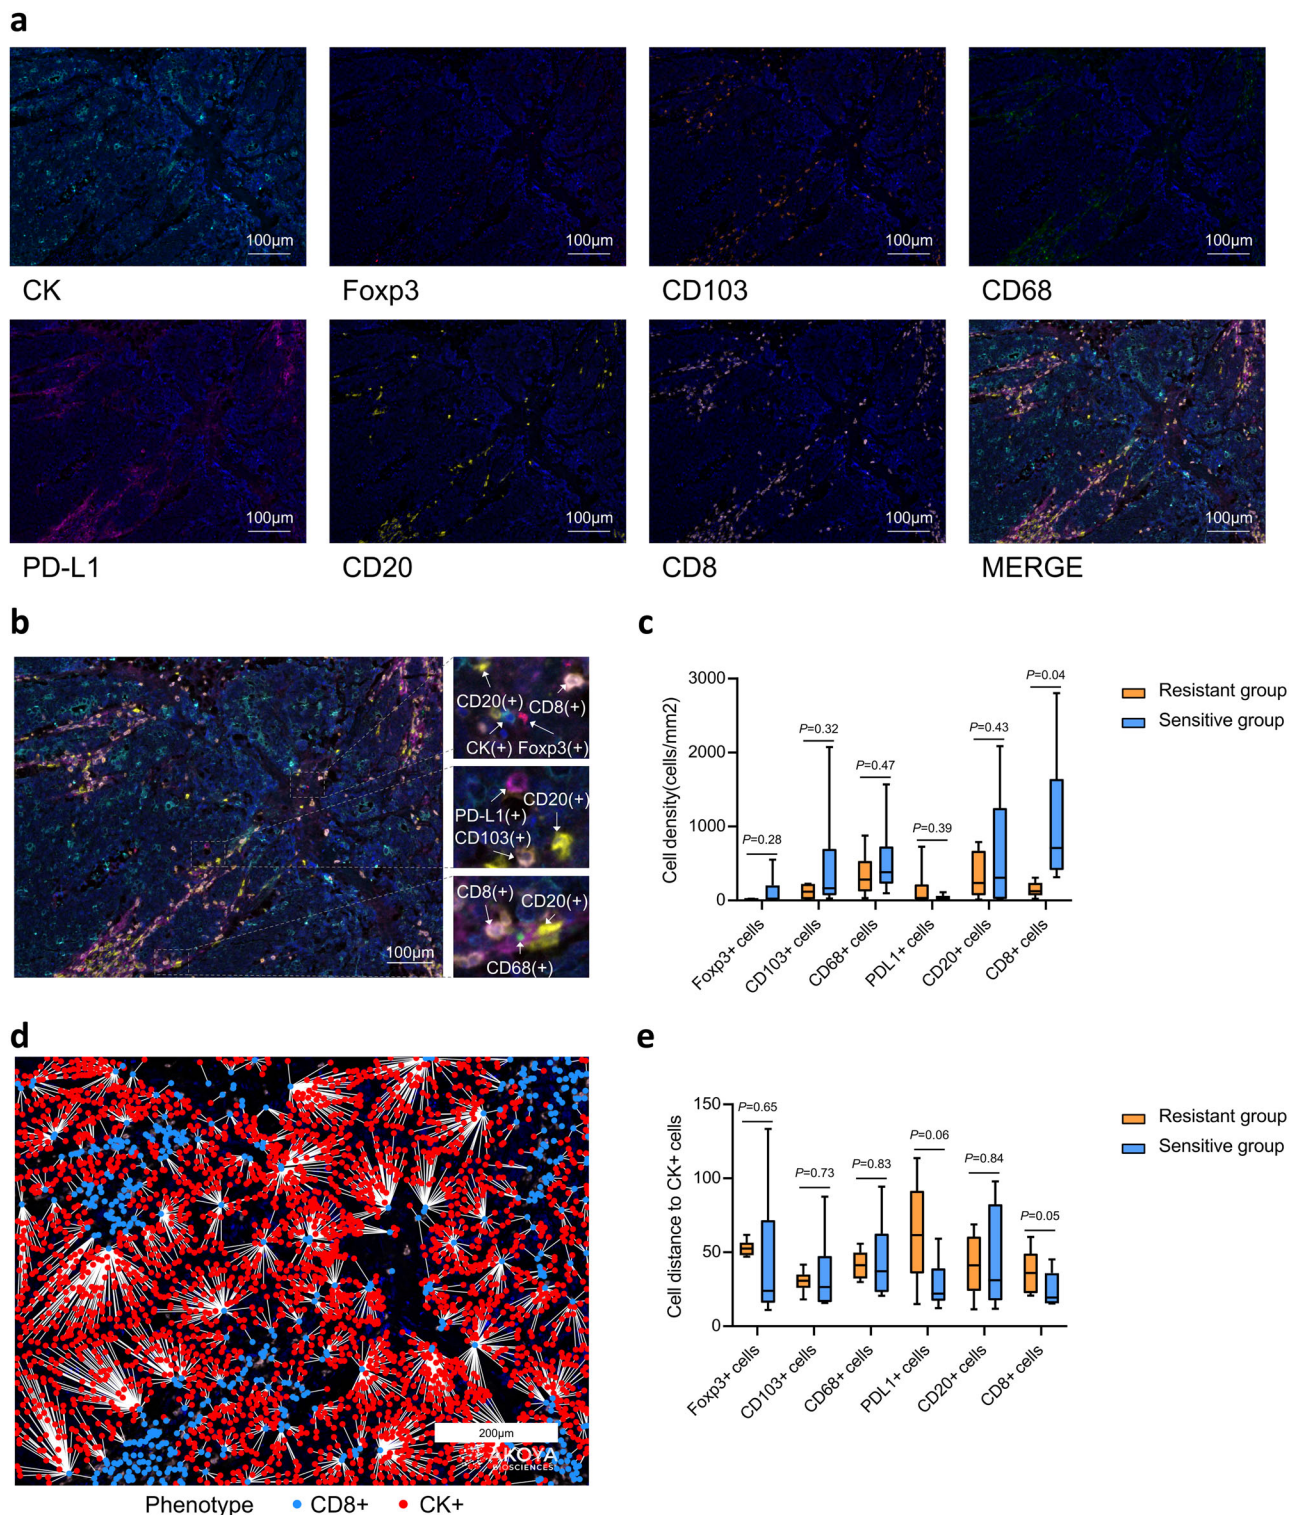 a
100µm
100µm
100µm
100µm
CK
Foxp3
CD103
CD68
100µm
100µm
100µm
100µm
PD-L1
CD20
CD8
MERGE
b
CD20(+)
CD8(+)
CK(+)
Foxp3(+)
PD-L1(+)
CD20(+)
CD103(+)
CD8(+)
CD20(+)
CD68(+)
100µm
c
Cell density(cells/mm2)
3000
2000
1000
0
P=0.28
P=0.32
P=0.47
P=0.39
P=0.43
P=0.04
Foxp3+ cells
CD103+ cells
CD68+ cells
PDL1+ cells
CD20+ cells
CD8+ cells
Resistant group
Sensitive group
d
200µm
AKOYA
BIOSCIENCES
Phenotype
CD8+
CK+
e
Cell distance to CK+ cells
150
100
50
0
P=0.65
P=0.73
P=0.83
P=0.06
P=0.84
P=0.05
Foxp3+ cells
CD103+ cells
CD68+ cells
PDL1+ cells
CD20+ cells
CD8+ cells
Resistant group
Sensitive group